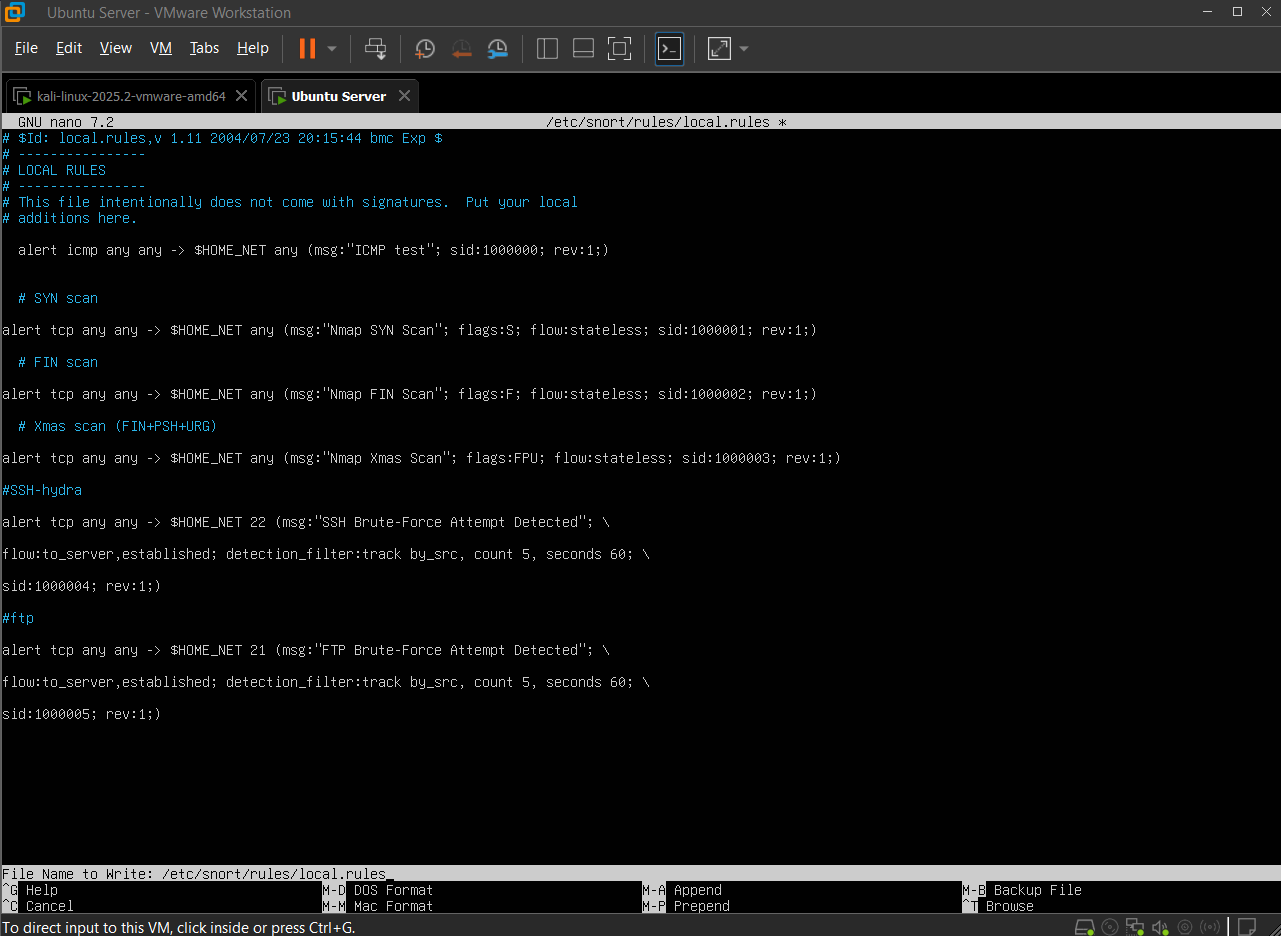 Ubuntu Server - VMware Workstation
File Edit View VM Tabs Help
kali-linux-2025.2-vmware-amd64 Ubuntu Server
GNU nano 7.2 /etc/snort/rules/local.rules *
# $Id: local.rules,v 1.11 2004/07/23 20:15:44 bmc Exp $
# ----------------
# LOCAL RULES
# ----------------
# This file intentionally does not come with signatures.  Put your local
# additions here.
alert icmp any any -> $HOME_NET any (msg:"ICMP test"; sid:1000000; rev:1;)
# SYN scan
alert tcp any any -> $HOME_NET any (msg:"Nmap SYN Scan"; flags:S; flow:stateless; sid:1000001; rev:1;)
# FIN scan
alert tcp any any -> $HOME_NET any (msg:"Nmap FIN Scan"; flags:F; flow:stateless; sid:1000002; rev:1;)
# Xmas scan (FIN+PSH+URG)
alert tcp any any -> $HOME_NET any (msg:"Nmap Xmas Scan"; flags:FPU; flow:stateless; sid:1000003; rev:1;)
#SSH-hydra
alert tcp any any -> $HOME_NET 22 (msg:"SSH Brute-Force Attempt Detected"; \
flow:to_server,established; detection_filter:track by_src, count 5, seconds 60; \
sid:1000004; rev:1;)
#ftp
alert tcp any any -> $HOME_NET 21 (msg:"FTP Brute-Force Attempt Detected"; \
flow:to_server,established; detection_filter:track by_src, count 5, seconds 60; \
sid:1000005; rev:1;)
File Name to Write: /etc/snort/rules/local.rules_
^G Help M-D DOS Format M-A Append M-B Backup File
^C Cancel M-M Mac Format M-P Prepend ^T Browse
To direct input to this VM, click inside or press Ctrl+G.